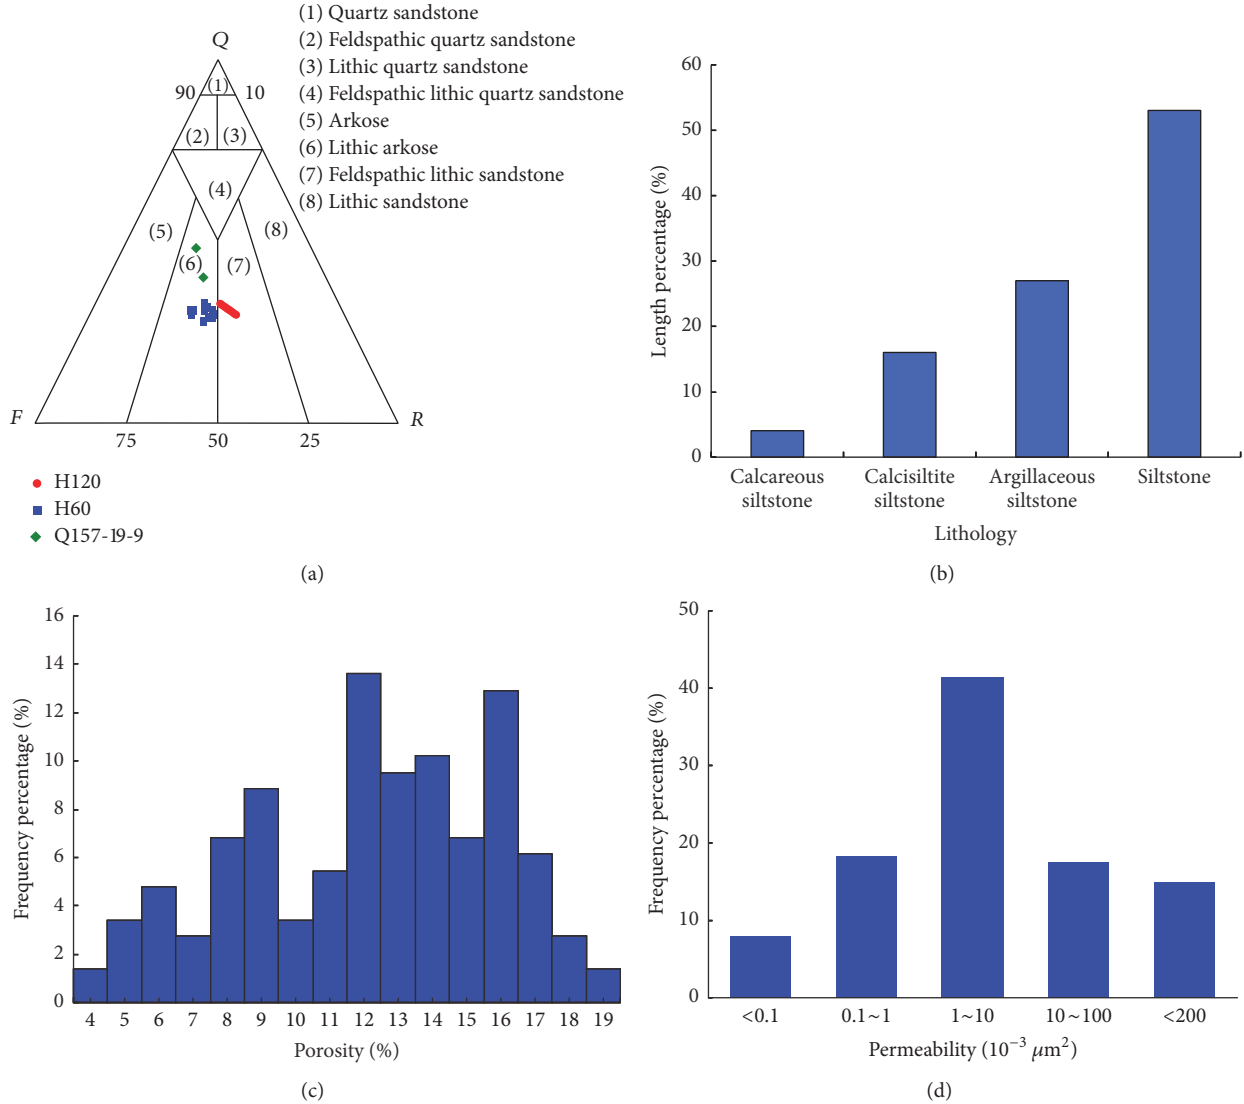 (1) Quartz sandstone
(2) Feldspathic quartz sandstone
(3) Lithic quartz sandstone
(4) Feldspathic lithic quartz sandstone
(5) Arkose
(6) Lithic arkose
(7) Feldspathic lithic sandstone
(8) Lithic sandstone
Q
90
(1)
10
(2)
(3)
(4)
(5)
(8)
(6)
(7)
F
R
75
50
25
H120
H60
Q157-19-9
(a)
60
50
40
30
20
10
0
Length percentage (%)
Calcareous
siltstone
Calcisiltite
siltstone
Argillaceous
siltstone
Siltstone
Lithology
(b)
16
14
12
10
8
6
4
2
0
Frequency percentage (%)
4 5 6 7 8 9 10 11 12 13 14 15 16 17 18 19
Porosity (%)
(c)
50
40
30
20
10
0
Frequency percentage (%)
<0.1 0.1~1 1~10 10~100 <200
Permeability (10⁻³ μm²)
(d)